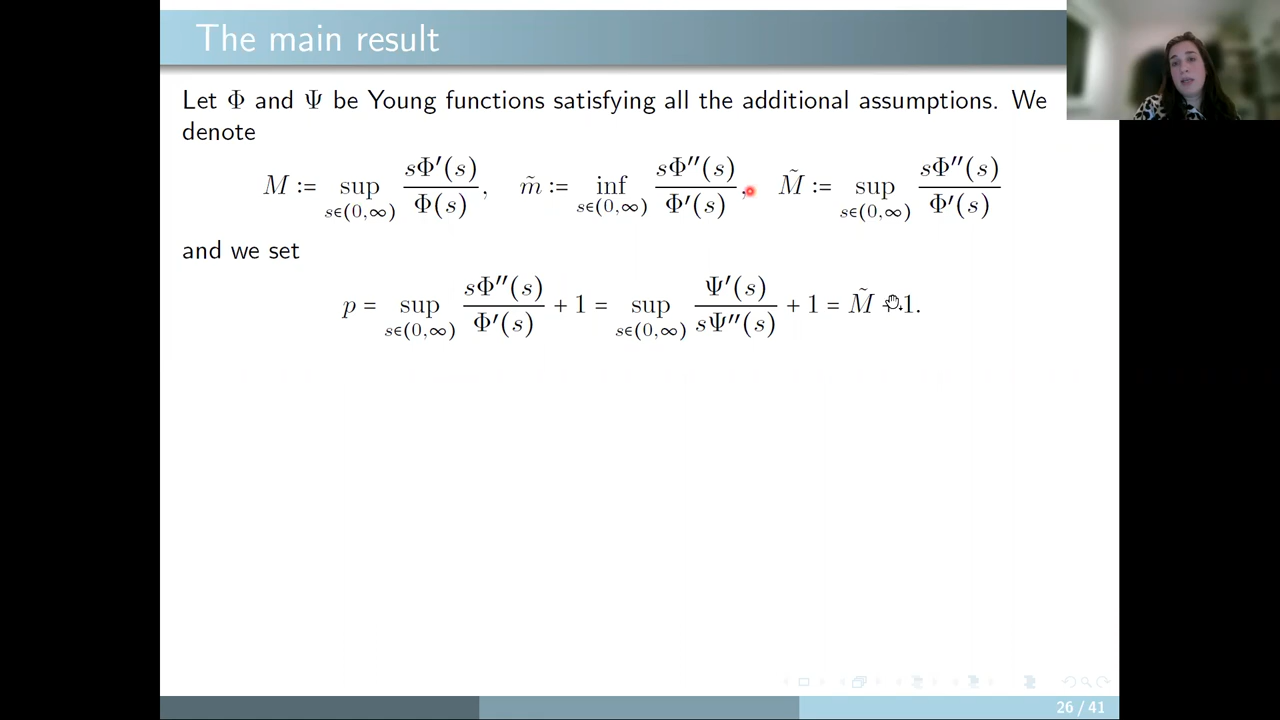 The main result
Let Φ and Ψ be Young functions satisfying all the additional assumptions. We
denote
M := sup_{s∈(0,∞)} sΦ′(s)/Φ(s), m̃ := inf_{s∈(0,∞)} sΦ′′(s)/Φ′(s), M̃ := sup_{s∈(0,∞)} sΦ′′(s)/Φ′(s)
and we set
p = sup_{s∈(0,∞)} sΦ′′(s)/Φ′(s) + 1 = sup_{s∈(0,∞)} Ψ′(s)/sΨ′′(s) + 1 = M̃ + 1.
26 / 41